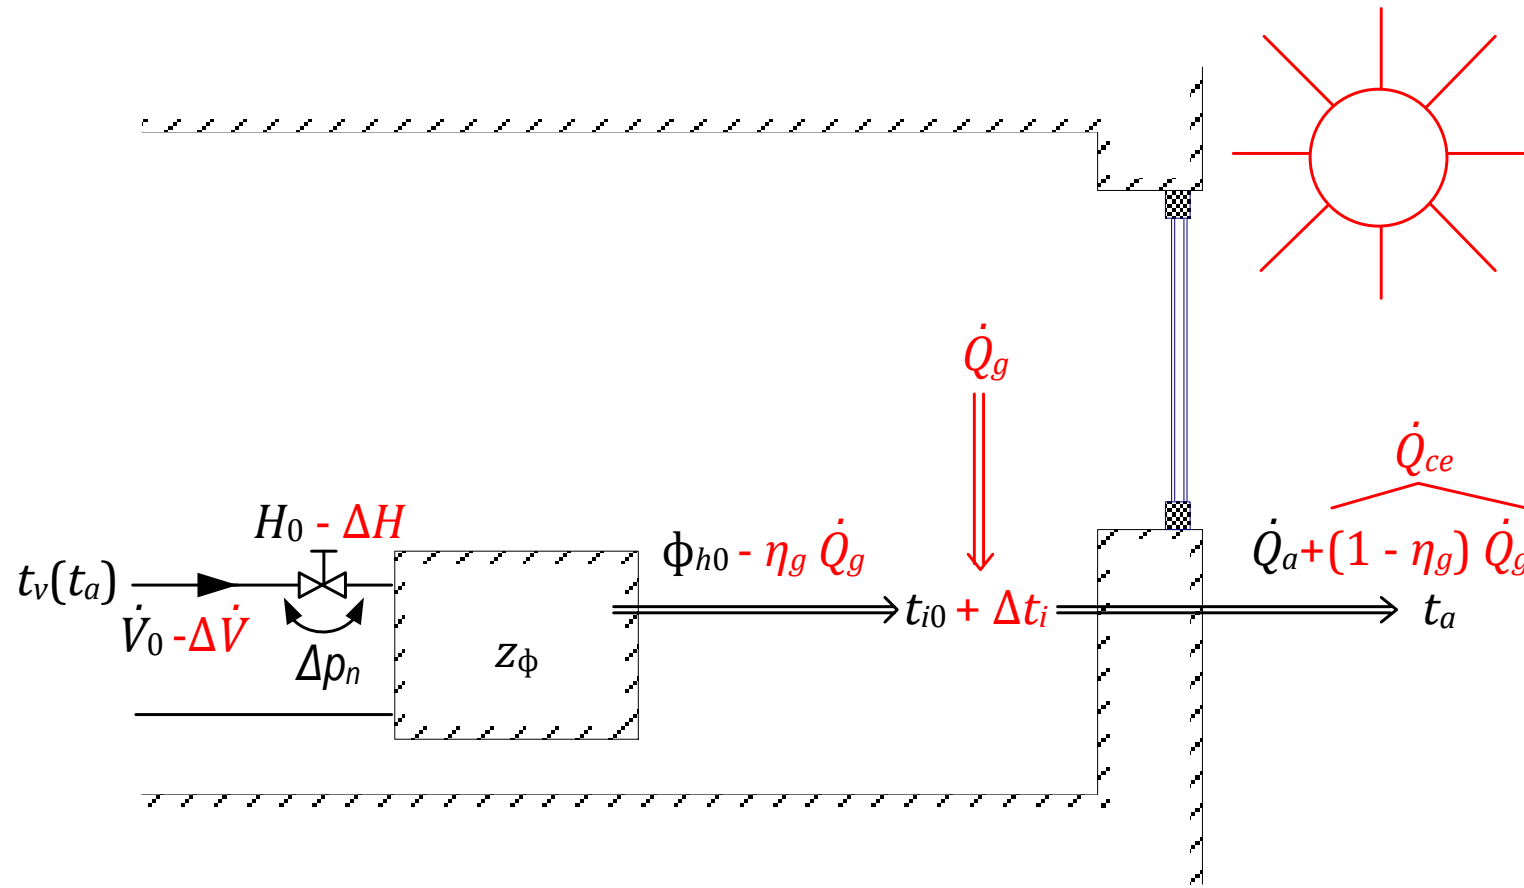 Q̇g
Q̇ce
H0 - ΔH
ϕh0 - ηg Q̇g
Q̇a+(1 - ηg) Q̇g
tv(ta)
ti0 + Δti
ta
V̇0 -ΔV̇
Δpn
zϕ